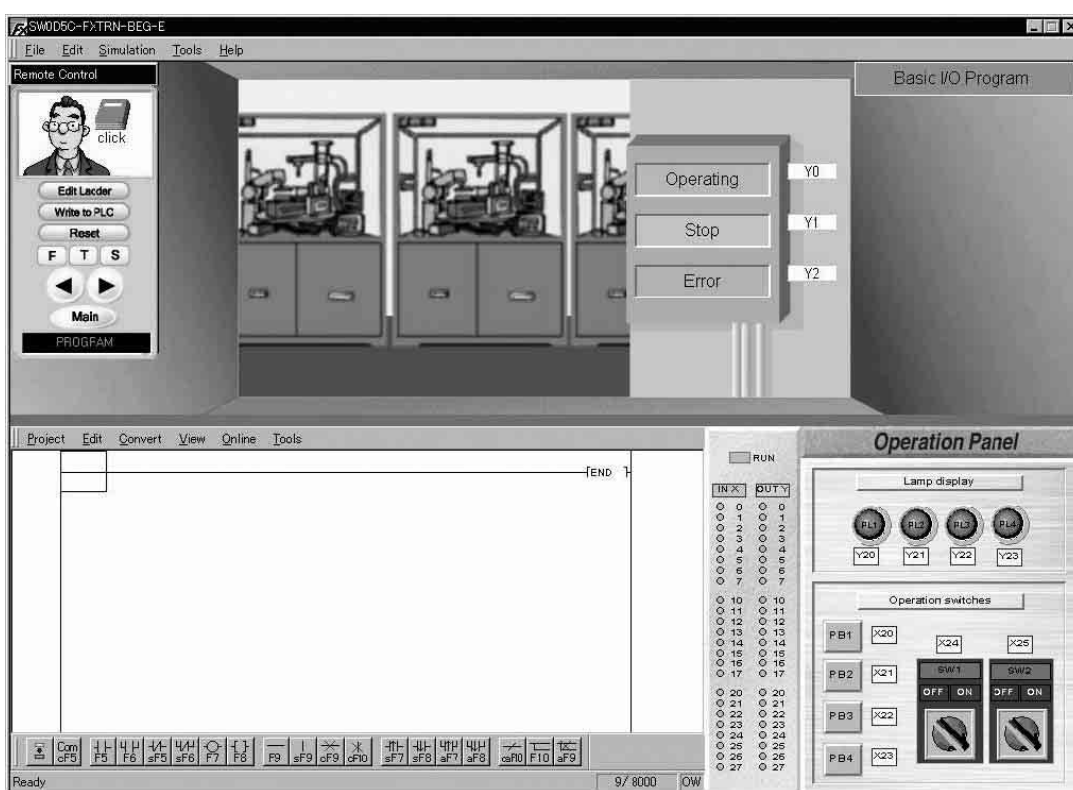 SW0D5C-FXTRN-BEG-E
File Edit Simulation Tools Help
Remote Control
click
Edit Ladder
Write to PLC
Reset
F T S
Main
PROGRAM
Basic I/O Program
Operating Y0
Stop Y1
Error Y2
Project Edit Convert View Online Tools
END
RUN
IN X OUT Y
0 0
1 1
2 2
3 3
4 4
5 5
6 6
7 7
10 10
11 11
12 12
13 13
14 14
15 15
16 16
17 17
20 20
21 21
22 22
23 23
24 24
25 25
26 26
27 27
Operation Panel
Lamp display
PL1 PL2 PL3 PL4
Y20 Y21 Y22 Y23
Operation switches
PB1 X20
PB2 X21
PB3 X22
PB4 X23
X24 X25
SW1 SW2
OFF ON OFF ON
Com
cF5 F5 F6 sF5 sF6 F7 F8 F9 sF9 cF9 cF10 sF7 sF8 aF7 aF8 caF10 F10 aF9
Ready 9/ 8000 OW